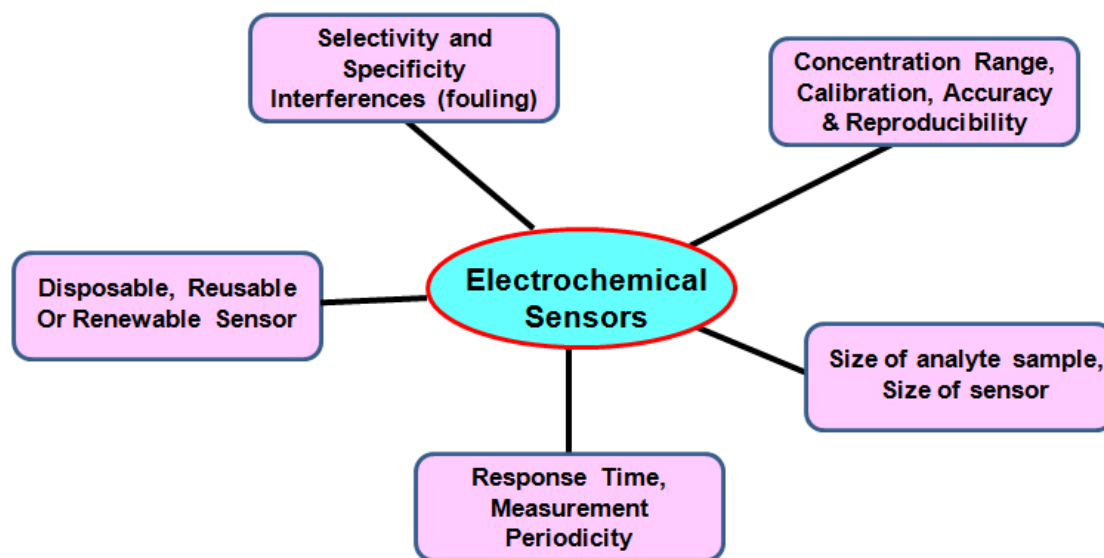 Selectivity and
Specificity
Interferences (fouling)
Concentration Range,
Calibration, Accuracy
& Reproducibility
Electrochemical
Sensors
Disposable, Reusable
Or Renewable Sensor
Size of analyte sample,
Size of sensor
Response Time,
Measurement
Periodicity